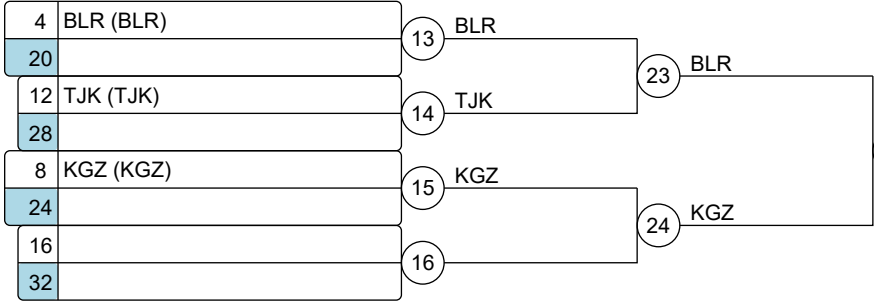 4 BLR (BLR)
20
13 BLR
12 TJK (TJK)
28
14 TJK
23 BLR
8 KGZ (KGZ)
24
15 KGZ
16
32
16
24 KGZ